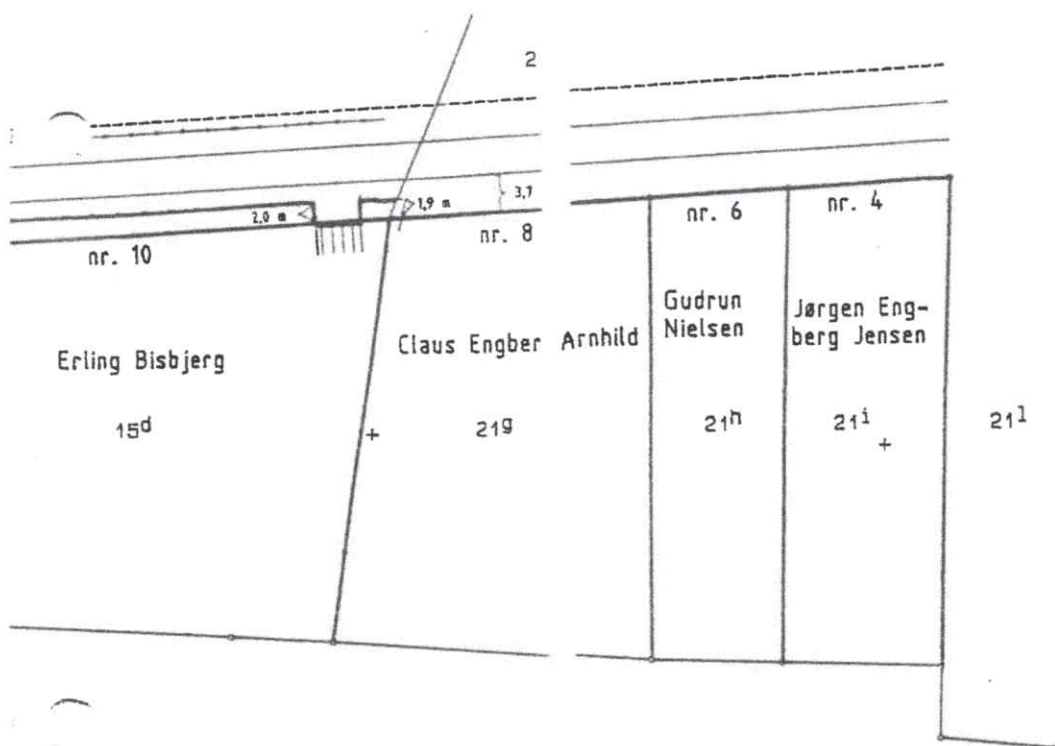 2
3,7
2,0 m
1,9 m
nr. 10
nr. 8
nr. 6
nr. 4
Erling Bisbjerg
Claus Engber Arnhild
Gudrun
Nielsen
Jørgen Eng-
berg Jensen
15d
21g
21h
21i
21l